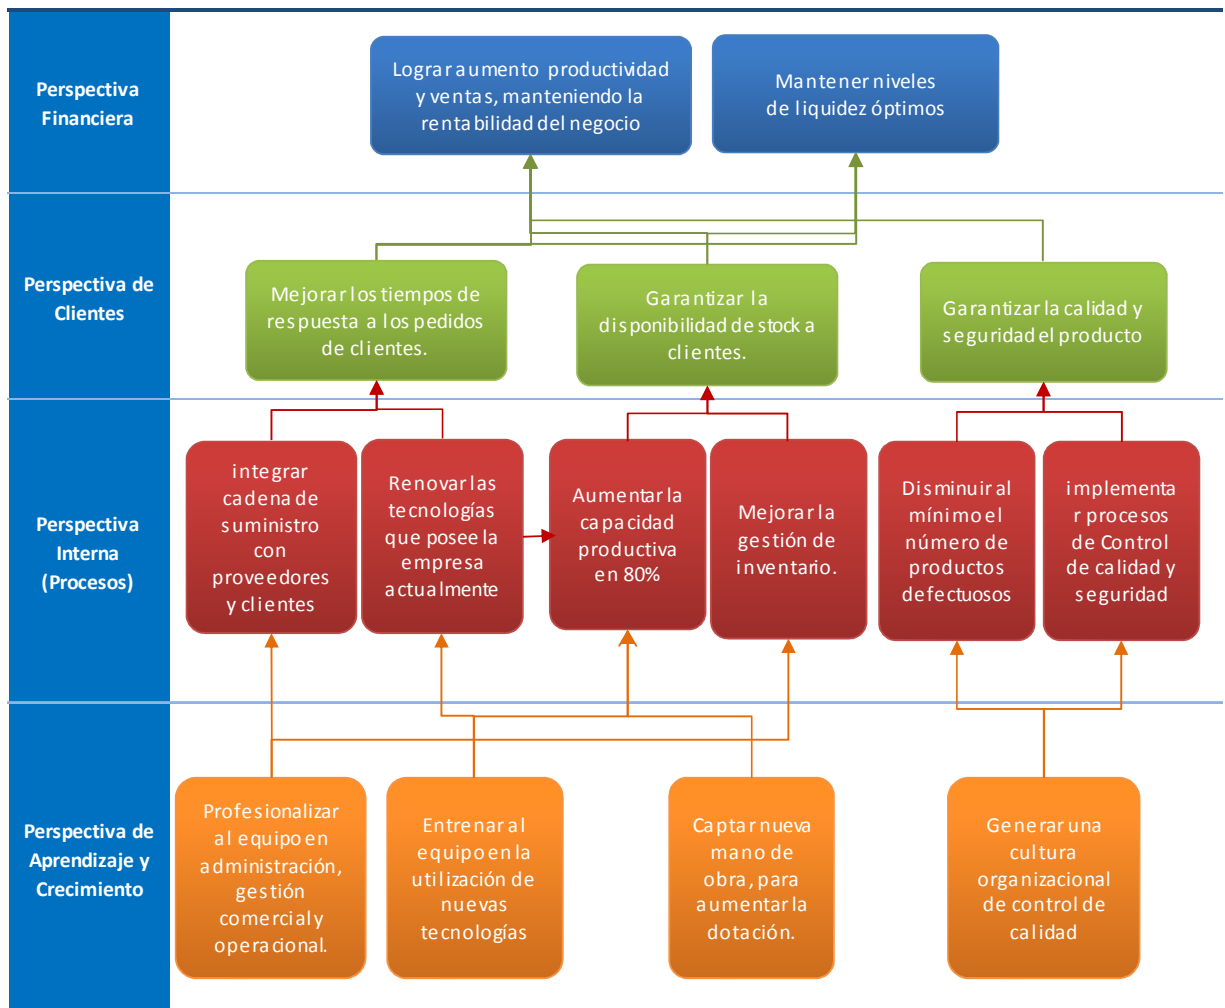 Perspectiva
Financiera
Lograr aumento productividad
y ventas, manteniendo la
rentabilidad del negocio
Mantener niveles
de liquidez óptimos
Perspectiva de
Clientes
Mejorar los tiempos de
respuesta a los pedidos
de clientes.
Garantizar la
disponibilidad de stock a
clientes.
Garantizar la calidad y
seguridad el producto
Perspectiva
Interna
(Procesos)
integrar
cadena de
suministro
con
proveedores
y clientes
Renovar las
tecnologías
que posee la
empresa
actualmente
Aumentar la
capacidad
productiva
en 80%
Mejorar la
gestión de
inventario.
Disminuir al
mínimo el
número de
productos
defectuosos
implementa
r procesos
de Control
de calidad y
seguridad
Perspectiva de
Aprendizaje y
Crecimiento
Profesionalizar
al equipo en
administración,
gestión
comercial y
operacional.
Entrenar al
equipo en la
utilización de
nuevas
tecnologías
Captar nueva
mano de
obra, para
aumentar la
dotación.
Generar una
cultura
organizacional
de control de
calidad